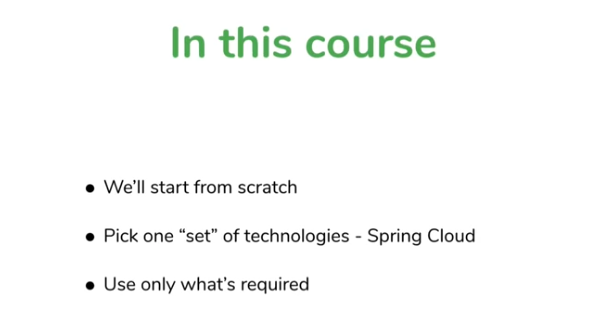 In this course
• We’ll start from scratch
• Pick one “set” of technologies - Spring Cloud
• Use only what’s required